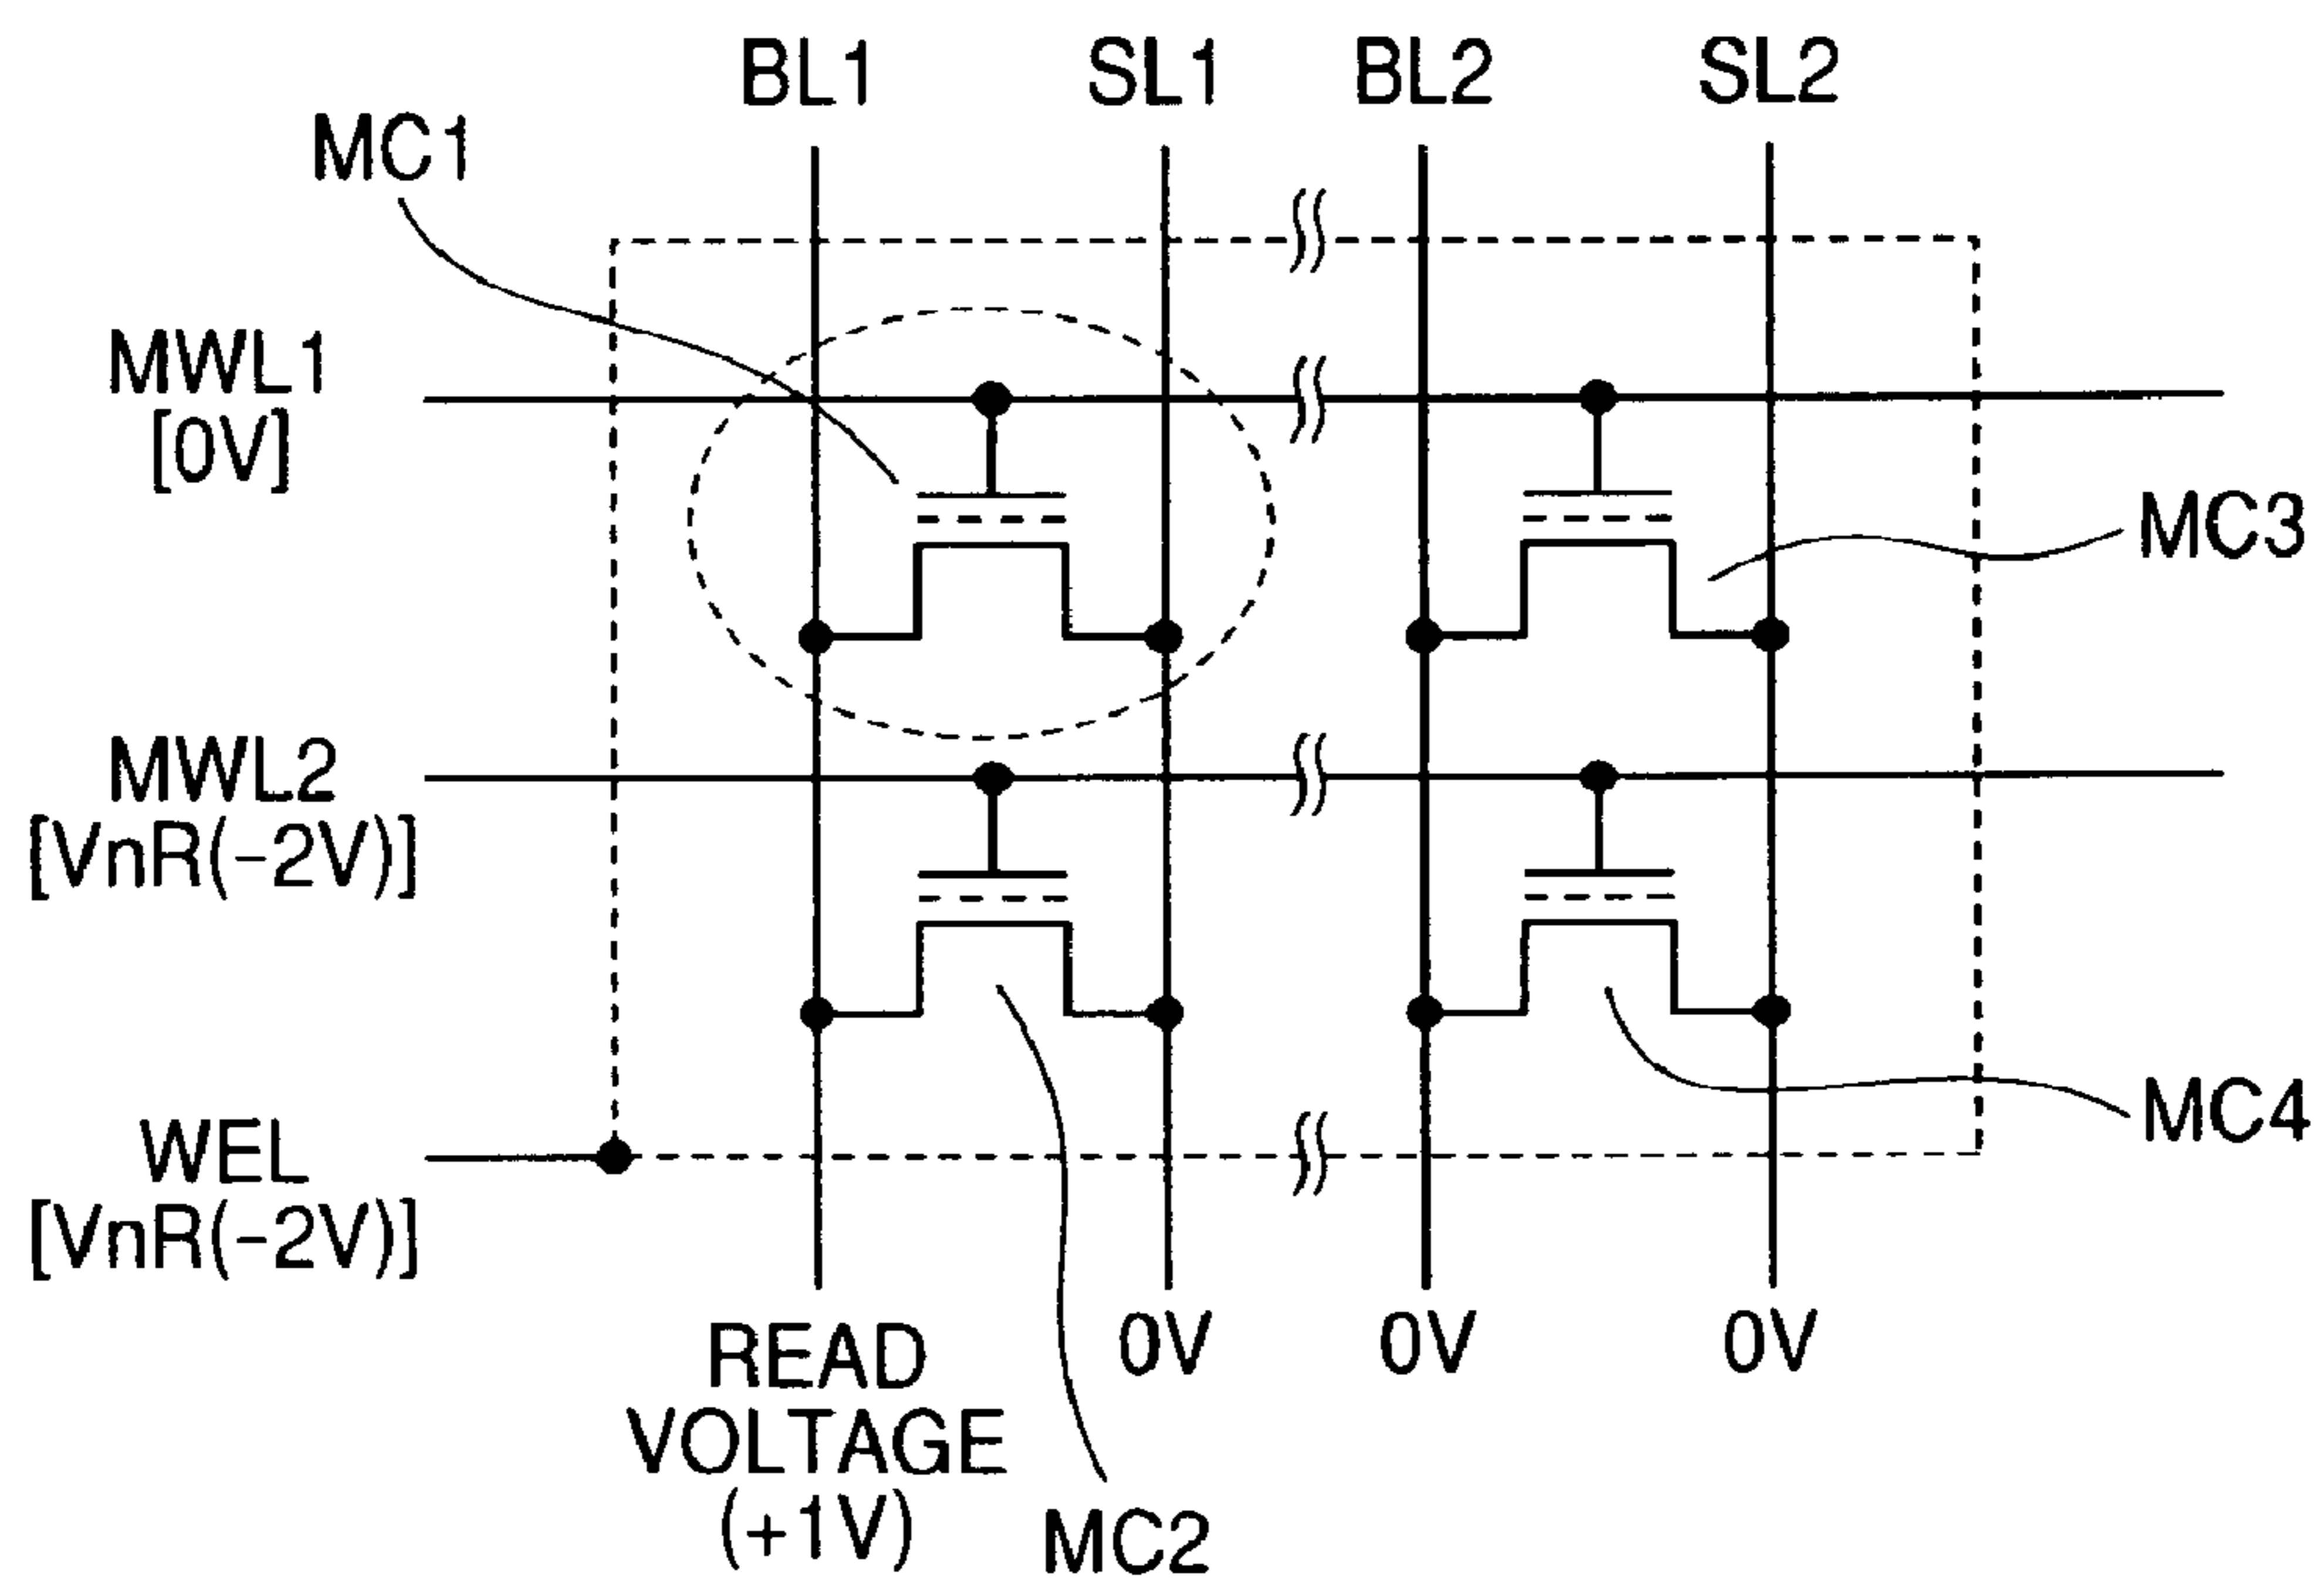 BL1
SL1
BL2
SL2
MC1
MWL1
[0V]
MC3
MWL2
[VnR(-2V)]
WEL
[VnR(-2V)]
MC4
READ
VOLTAGE
(+1V)
0V
0V
0V
MC2